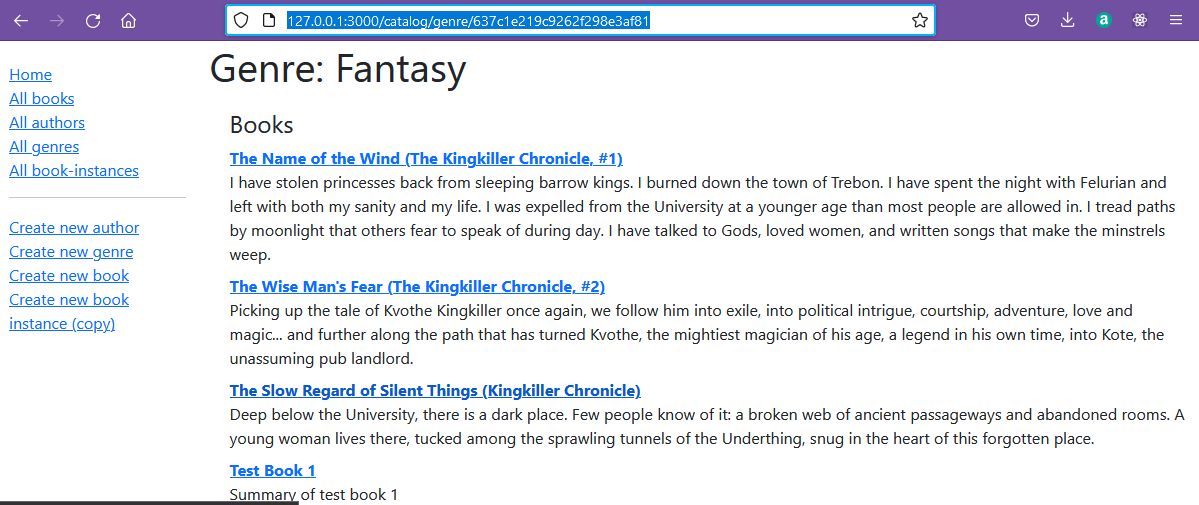 127.0.0.1:3000/catalog/genre/637c1e219c9262f298e3af81
a
Home
All books
All authors
All genres
All book-instances
Create new author
Create new genre
Create new book
Create new book
instance (copy)
Genre: Fantasy
Books
The Name of the Wind (The Kingkiller Chronicle, #1)
I have stolen princesses back from sleeping barrow kings. I burned down the town of Trebon. I have spent the night with Felurian and
left with both my sanity and my life. I was expelled from the University at a younger age than most people are allowed in. I tread paths
by moonlight that others fear to speak of during day. I have talked to Gods, loved women, and written songs that make the minstrels
weep.
The Wise Man's Fear (The Kingkiller Chronicle, #2)
Picking up the tale of Kvothe Kingkiller once again, we follow him into exile, into political intrigue, courtship, adventure, love and
magic... and further along the path that has turned Kvothe, the mightiest magician of his age, a legend in his own time, into Kote, the
unassuming pub landlord.
The Slow Regard of Silent Things (Kingkiller Chronicle)
Deep below the University, there is a dark place. Few people know of it: a broken web of ancient passageways and abandoned rooms. A
young woman lives there, tucked among the sprawling tunnels of the Underthing, snug in the heart of this forgotten place.
Test Book 1
Summary of test book 1